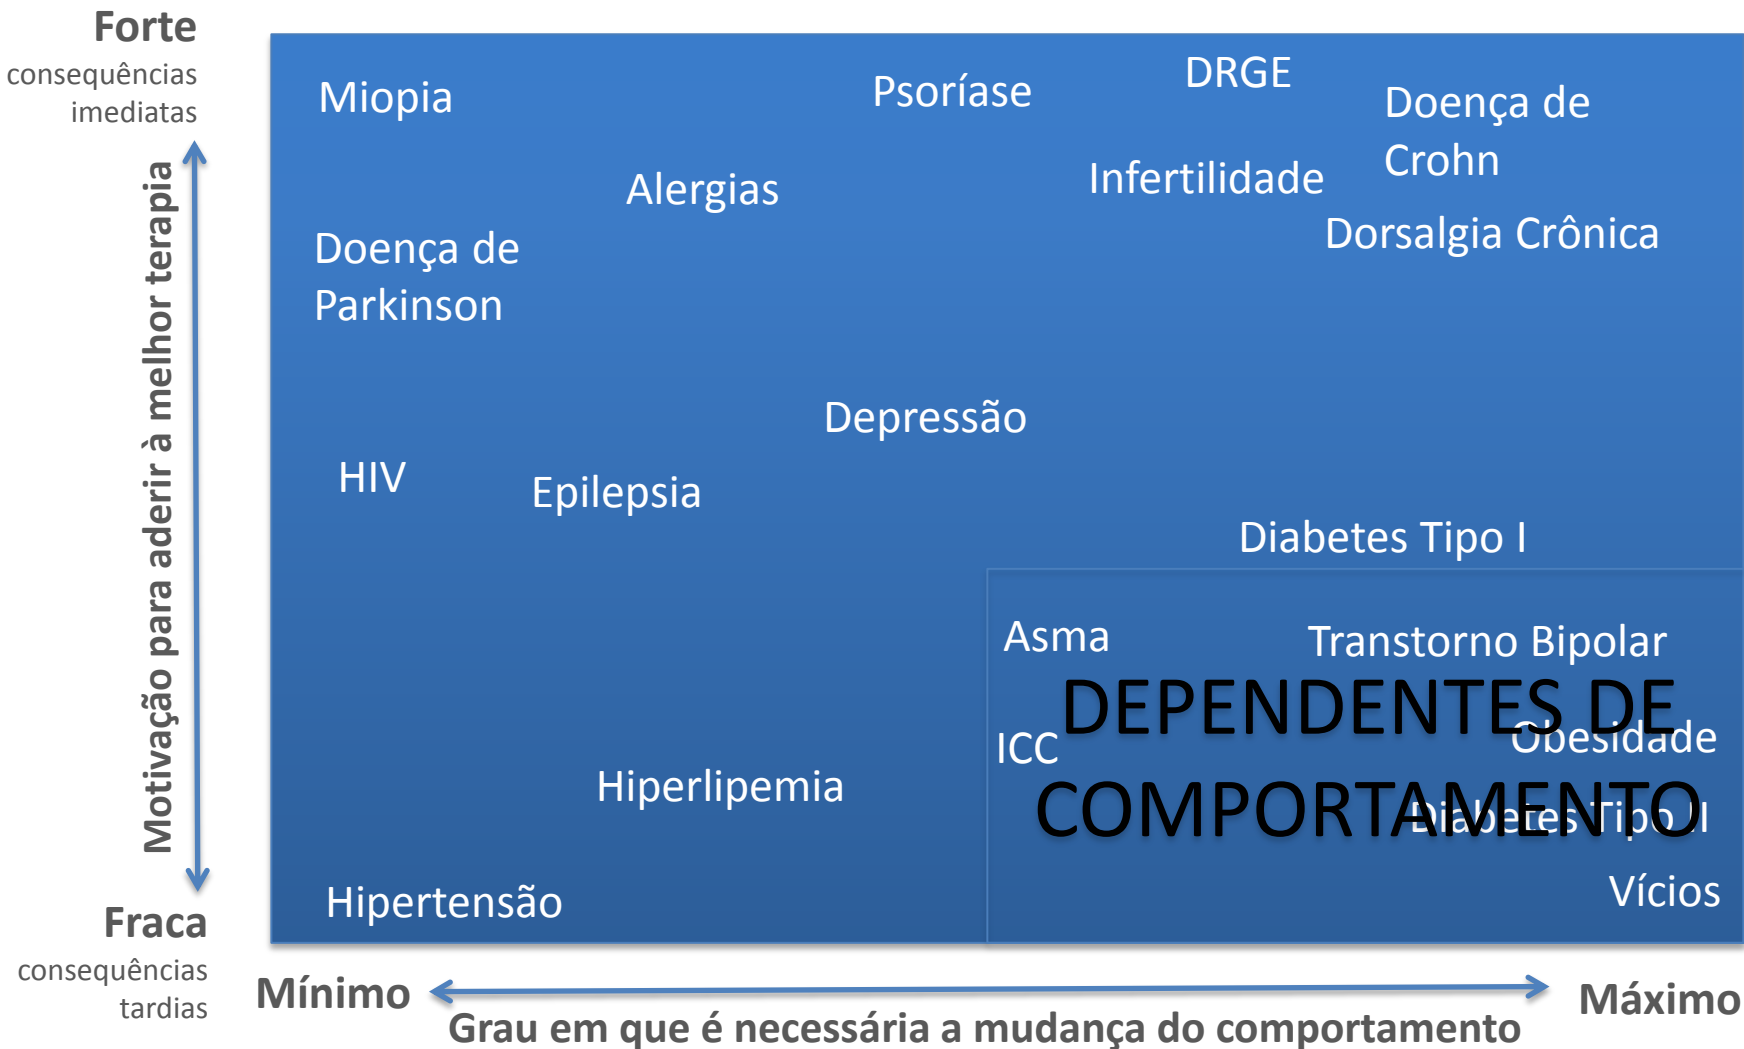 Forte
consequências
imediatas
Motivação para aderir à melhor terapia
Fraca
consequências
tardias
Miopia
Psoríase
DRGE
Doença de
Crohn
Alergias
Infertilidade
Dorsalgia Crônica
Doença de
Parkinson
Depressão
HIV
Epilepsia
Diabetes Tipo I
Asma
Transtorno Bipolar
DEPENDENTES DE
COMPORTAMENTO
ICC
Obesidade
Hiperlipemia
Diabetes Tipo II
Hipertensão
Vícios
Mínimo
Máximo
Grau em que é necessária a mudança do comportamento